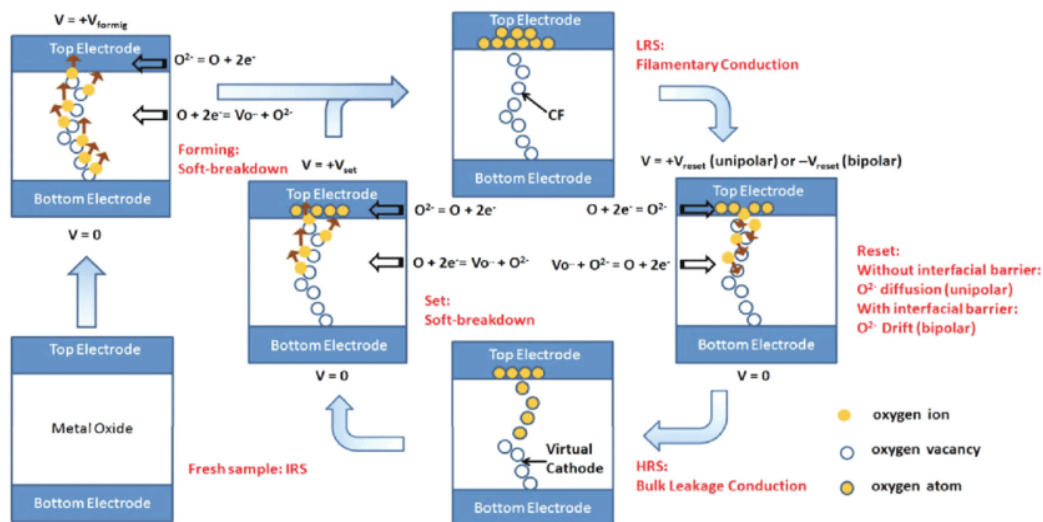 V = +Vformig
Top Electrode
O²⁻ = O + 2e⁻
O + 2e⁻= Vo·· + O²⁻
Forming:
Soft-breakdown
Bottom Electrode
V = 0
Top Electrode
CF
Bottom Electrode
LRS:
Filamentary Conduction
V = +Vset
Top Electrode
O²⁻ = O + 2e⁻
O + 2e⁻= Vo·· + O²⁻
Set:
Soft-breakdown
Bottom Electrode
V = 0
V = +Vreset (unipolar) or –Vreset (bipolar)
Top Electrode
O + 2e⁻ = O²⁻
Vo·· + O²⁻ = O + 2e⁻
Bottom Electrode
V = 0
Reset:
Without interfacial barrier:
O²⁻ diffusion (unipolar)
With interfacial barrier:
O²⁻ Drift (bipolar)
Top Electrode
Metal Oxide
Bottom Electrode
Fresh sample: IRS
Top Electrode
Virtual
Cathode
Bottom Electrode
HRS:
Bulk Leakage Conduction
oxygen ion
oxygen vacancy
oxygen atom